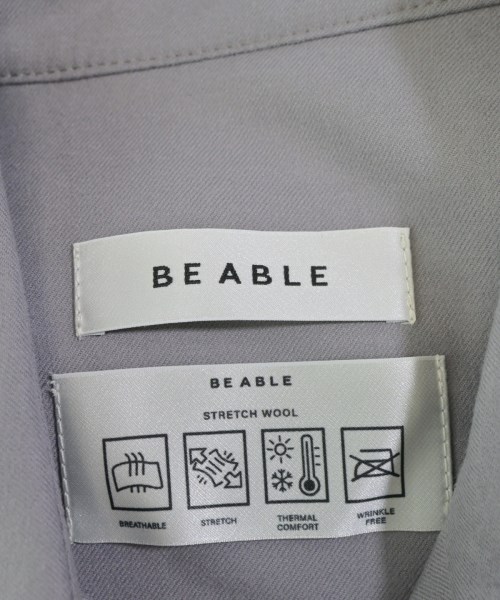 BE ABLE
BE ABLE
STRETCH WOOL
BREATHABLE
STRETCH
THERMAL
COMFORT
WRINKLE
FREE